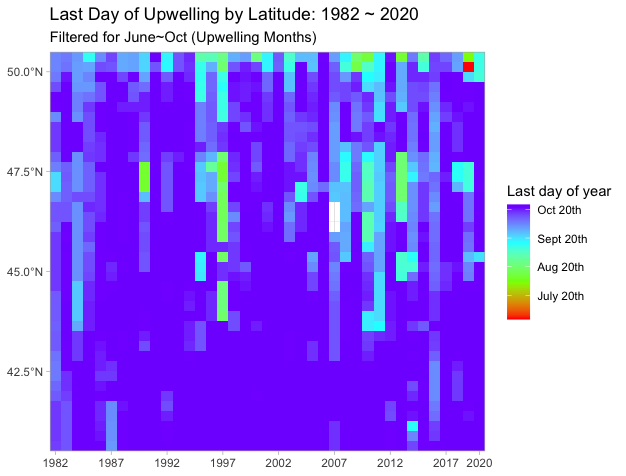 Last Day of Upwelling by Latitude: 1982 ~ 2020
Filtered for June~Oct (Upwelling Months)
50.0°N
47.5°N
45.0°N
42.5°N
1982 1987 1992 1997 2002 2007 2012 2017 2020
Last day of year
Oct 20th
Sept 20th
Aug 20th
July 20th